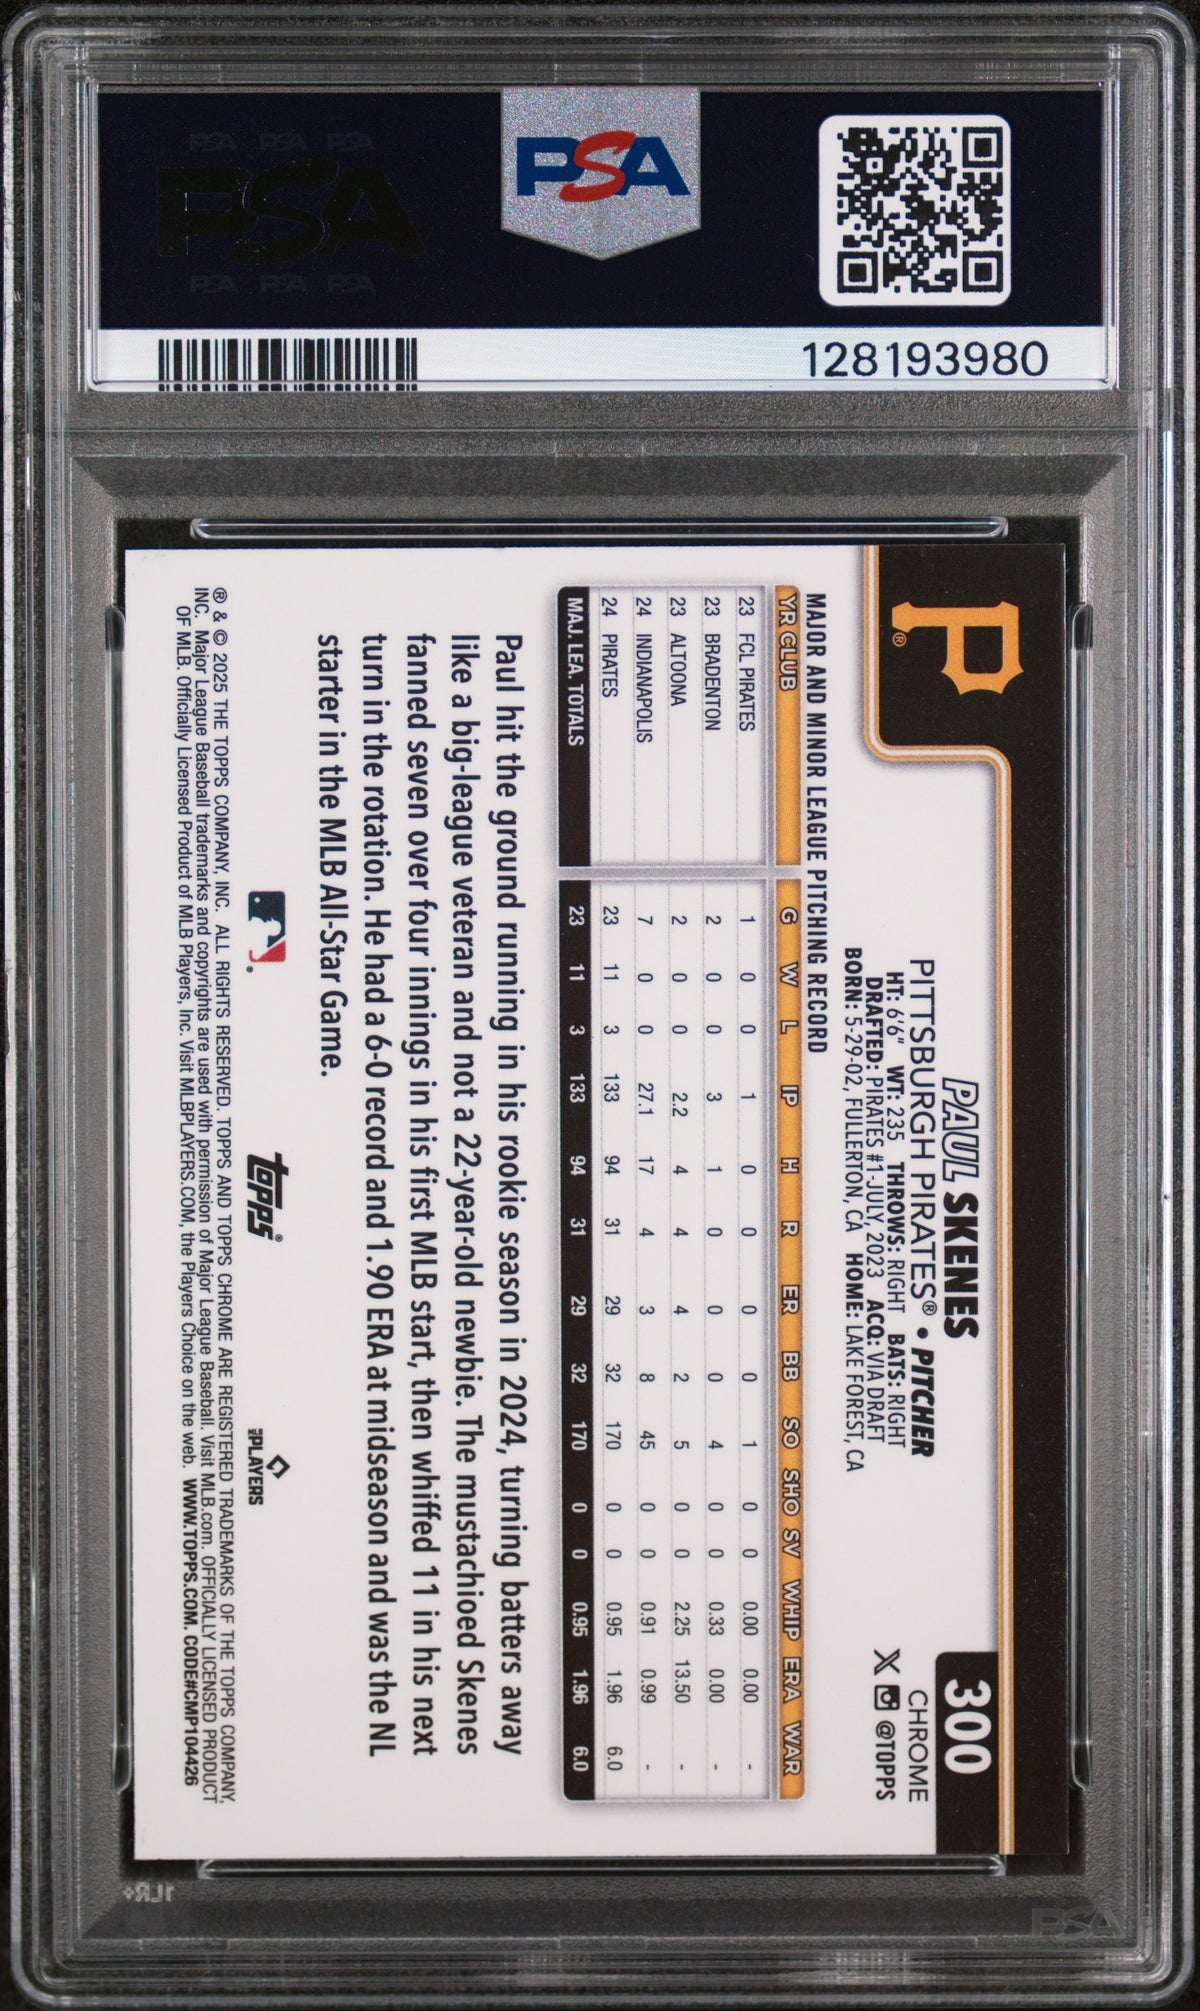 PSA PSA PSA
PSA
PSA PSA PSA
PSA
128193980
P®
300
CHROME
X @TOPPS
PAUL SKENES
PITTSBURGH PIRATES® • PITCHER
HT: 6'6" WT: 235 THROWS: RIGHT BATS: RIGHT
DRAFTED: PIRATES #1-JULY, 2023 ACQ: VIA DRAFT
BORN: 5-29-02, FULLERTON, CA HOME: LAKE FOREST, CA
MAJOR AND MINOR LEAGUE PITCHING RECORD
YR CLUB G W L IP H R ER BB SO SHO SV WHIP ERA WAR
23 FCL PIRATES 1 0 0 1 0 0 0 0 1 0 0 0.00 0.00 -
23 BRADENTON 2 0 0 3 1 0 0 0 4 0 0 0.33 0.00 -
23 ALTOONA 2 0 0 2.2 4 4 4 2 5 0 0 2.25 13.50 -
24 INDIANAPOLIS 7 0 0 27.1 17 4 3 8 45 0 0 0.91 0.99 -
24 PIRATES 23 11 3 133 94 31 29 32 170 0 0 0.95 1.96 6.0
MAJ. LEA. TOTALS 23 11 3 133 94 31 29 32 170 0 0 0.95 1.96 6.0
Paul hit the ground running in his rookie season in 2024, turning batters away
like a big-league veteran and not a 22-year-old newbie. The mustachioed Skenes
fanned seven over four innings in his first MLB start, then whiffed 11 in his next
turn in the rotation. He had a 6-0 record and 1.90 ERA at midseason and was the NL
starter in the MLB All-Star Game.
topps®
PLAYERS
® & © 2025 THE TOPPS COMPANY, INC. ALL RIGHTS RESERVED. TOPPS AND TOPPS CHROME ARE REGISTERED TRADEMARKS OF THE TOPPS COMPANY,
INC. Major League Baseball trademarks and copyrights are used with permission of Major League Baseball. Visit MLB.com. OFFICIALLY LICENSED PRODUCT
OF MLB. Officially Licensed Product of MLB Players, Inc. Visit MLBPLAYERS.COM, the Players Choice on the web. WWW.TOPPS.COM. CODE#CMP104426
1LR+
PSA